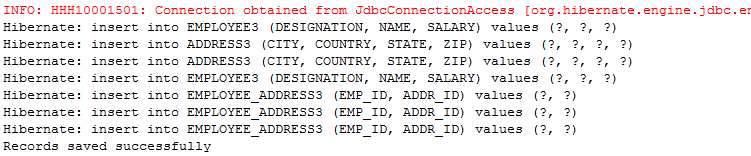 INFO: HHH10001501: Connection obtained from JdbcConnectionAccess [org.hibernate.engine.jdbc.en
Hibernate: insert into EMPLOYEE3 (DESIGNATION, NAME, SALARY) values (?, ?, ?)
Hibernate: insert into ADDRESS3 (CITY, COUNTRY, STATE, ZIP) values (?, ?, ?, ?)
Hibernate: insert into ADDRESS3 (CITY, COUNTRY, STATE, ZIP) values (?, ?, ?, ?)
Hibernate: insert into EMPLOYEE3 (DESIGNATION, NAME, SALARY) values (?, ?, ?)
Hibernate: insert into EMPLOYEE_ADDRESS3 (EMP_ID, ADDR_ID) values (?, ?)
Hibernate: insert into EMPLOYEE_ADDRESS3 (EMP_ID, ADDR_ID) values (?, ?)
Hibernate: insert into EMPLOYEE_ADDRESS3 (EMP_ID, ADDR_ID) values (?, ?)
Records saved successfully